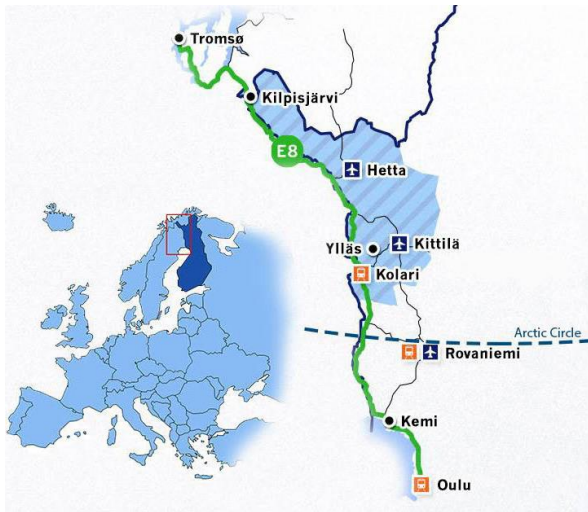 Tromsø
Kilpisjärvi
E8
Hetta
Ylläs
Kittilä
Kolari
Arctic Circle
Rovaniemi
Kemi
Oulu